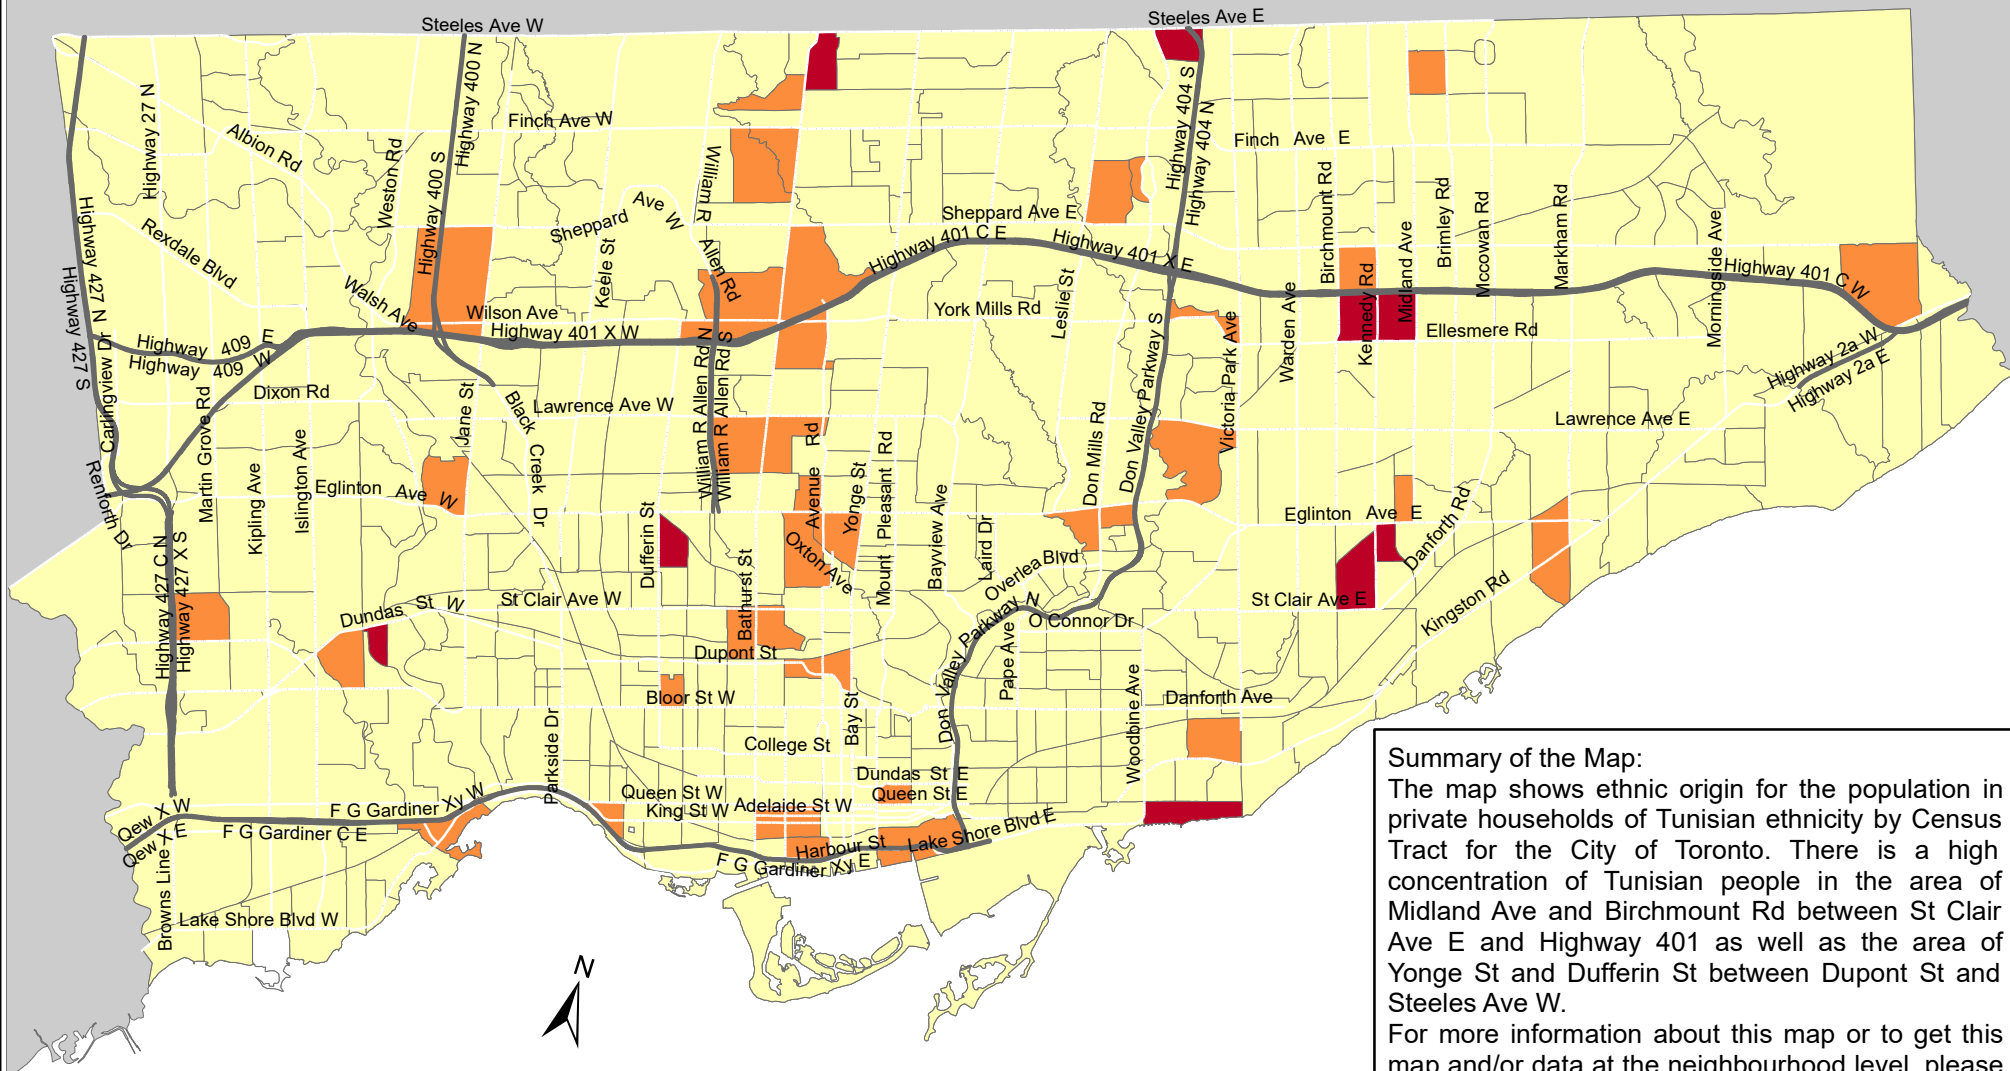 Steeles Ave W
Steeles Ave E
Highway 27 N
Albion Rd
Weston Rd
Highway 400 N
Highway 400 S
Finch Ave W
William R Allen Rd
Highway 404 S
Highway 404 N
Finch Ave E
Birchmount Rd
Midland Ave
Brimley Rd
Mccowan Rd
Markham Rd
Morningside Ave
Rexdale Blvd
Sheppard Ave W
Keele St
Sheppard Ave E
Highway 401 C E
Highway 401 X E
Leslie St
Highway 401 C W
Highway 427 N
Highway 427 S
Walsh Ave
Wilson Ave
Highway 401 X W
York Mills Rd
Kennedy Rd
Warden Ave
Victoria Park Ave
Ellesmere Rd
Highway 2a W
Highway 2a E
Highway 409 E
Highway 409 W
Carlingview Dr
Dixon Rd
Martin Grove Rd
Jane St
Black Creek Dr
Lawrence Ave W
William R Allen Rd N
William R Allen Rd S
Avenue Rd
Yonge St
Mount Pleasant Rd
Bayview Ave
Laird Dr
Don Mills Rd
Don Valley Parkway S
Lawrence Ave E
Renforth Dr
Kipling Ave
Islington Ave
Eglinton Ave W
Dufferin St
Bathurst St
Oxton Ave
Overlea Blvd
Eglinton Ave E
Danforth Rd
Kingston Rd
Highway 427 C N
Highway 427 X S
Dundas St W
St Clair Ave W
Don Valley Parkway N
O Connor Dr
St Clair Ave E
Dupont St
Pape Ave
Woodbine Ave
Bloor St W
Danforth Ave
Bay St
College St
Parkside Dr
Dundas St E
Queen St E
Queen St W
King St W
Adelaide St W
Qew X W
Qew X E
F G Gardiner Xy W
F G Gardiner C E
Harbour St
Lake Shore Blvd E
F G Gardiner Xy E
Browns Line
Lake Shore Blvd W
N
Summary of the Map:
The map shows ethnic origin for the population in
private households of Tunisian ethnicity by Census
Tract for the City of Toronto. There is a high
concentration of Tunisian people in the area of
Midland Ave and Birchmount Rd between St Clair
Ave E and Highway 401 as well as the area of
Yonge St and Dufferin St between Dupont St and
Steeles Ave W.
For more information about this map or to get this
map and/or data at the neighbourhood level, please